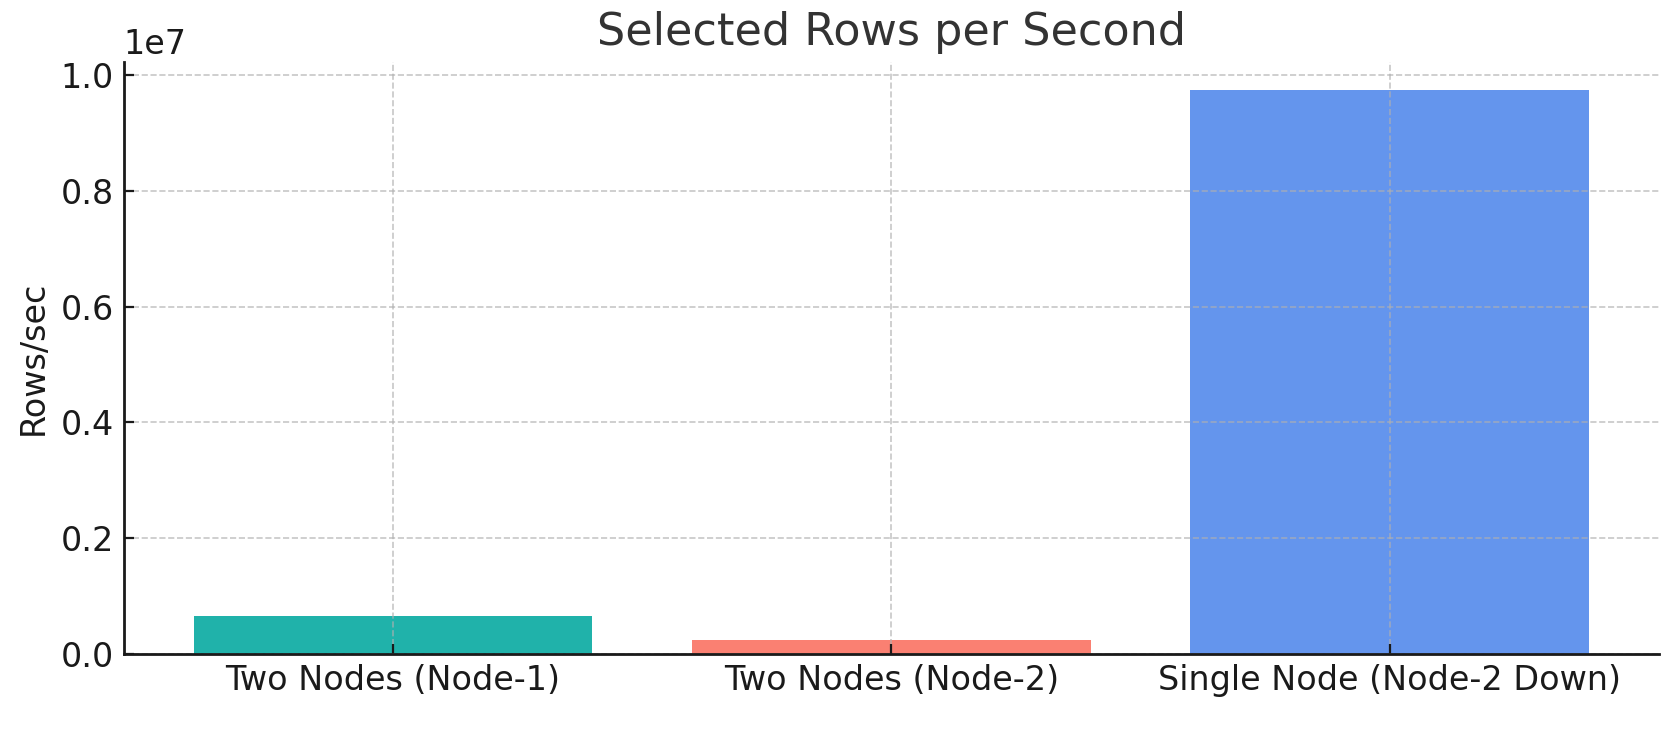 Selected Rows per Second
1e7
1.0
0.8
0.6
0.4
0.2
0.0
Rows/sec
Two Nodes (Node-1)
Two Nodes (Node-2)
Single Node (Node-2 Down)